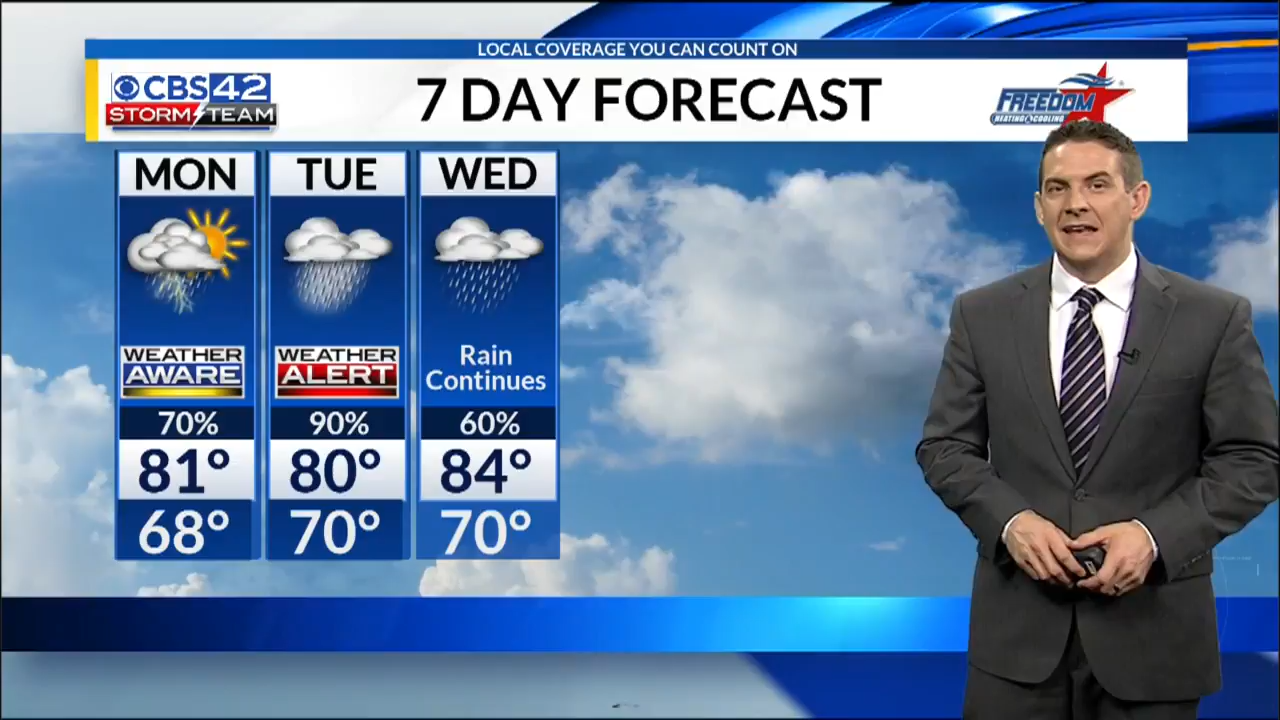 LOCAL COVERAGE YOU CAN COUNT ON
CBS 42
STORM TEAM
7 DAY FORECAST
FREEDOM
HEATING & COOLING
MON TUE WED
WEATHER AWARE
WEATHER ALERT
Rain Continues
70% 90% 60%
81° 80° 84°
68° 70° 70°